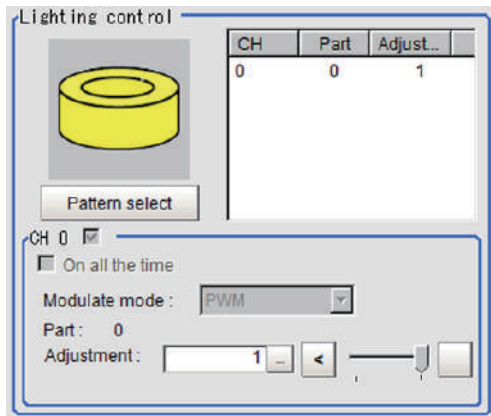 Lighting control
CH Part Adjust...
0 0 1
Pattern select
CH 0
On all the time
Modulate mode : PWM
Part : 0
Adjustment : 1 ... <